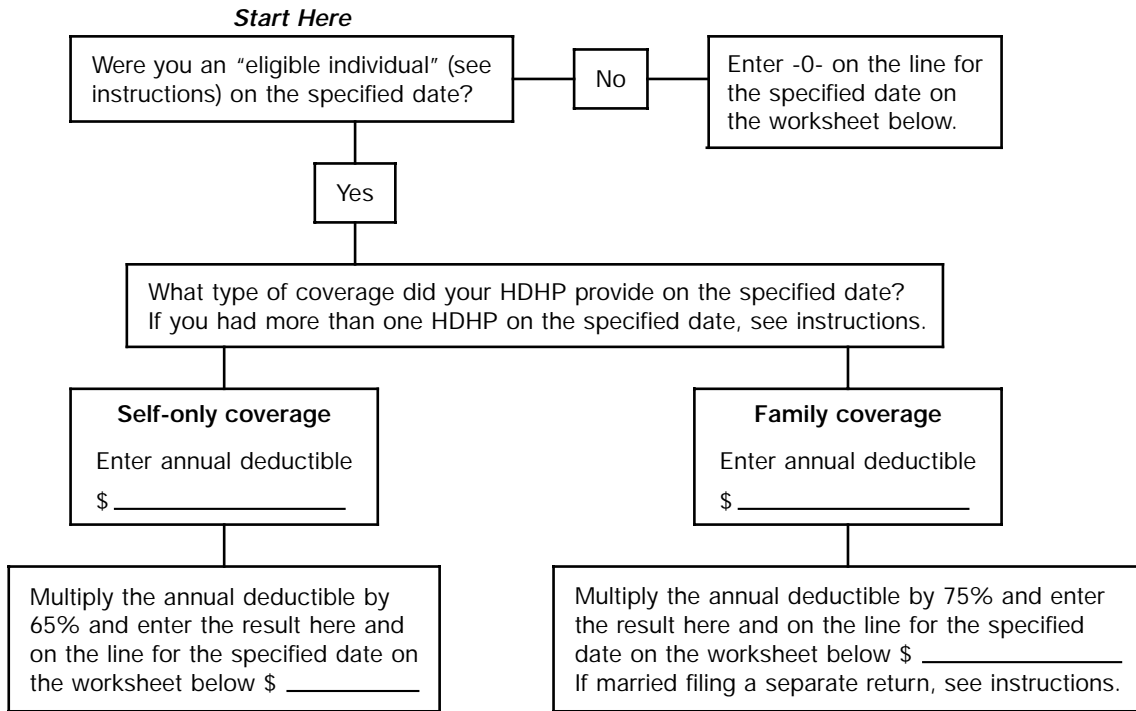 Start Here
Were you an “eligible individual” (see
instructions) on the specified date?
No
Enter -0- on the line for
the specified date on
the worksheet below.
Yes
What type of coverage did your HDHP provide on the specified date?
If you had more than one HDHP on the specified date, see instructions.
Self-only coverage
Enter annual deductible
$
Family coverage
Enter annual deductible
$
Multiply the annual deductible by
65% and enter the result here and
on the line for the specified date on
the worksheet below $
Multiply the annual deductible by 75% and enter
the result here and on the line for the specified
date on the worksheet below $
If married filing a separate return, see instructions.